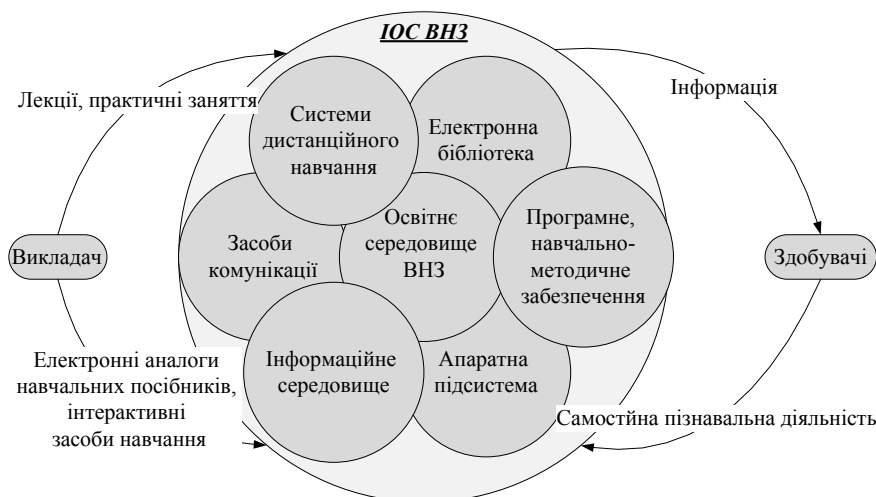 ІОС ВНЗ
Лекції, практичні заняття
Інформація
Системи
дистанційного
навчання
Електронна
бібліотека
Викладач
Засоби
комунікації
Освітнє
середовище
ВНЗ
Програмне,
навчально-
методичне
забезпечення
Здобувачі
Електронні аналоги
навчальних посібників,
інтерактивні
засоби навчання
Інформаційне
середовище
Апаратна
підсистема
Самостйна пізнавальна діяльність